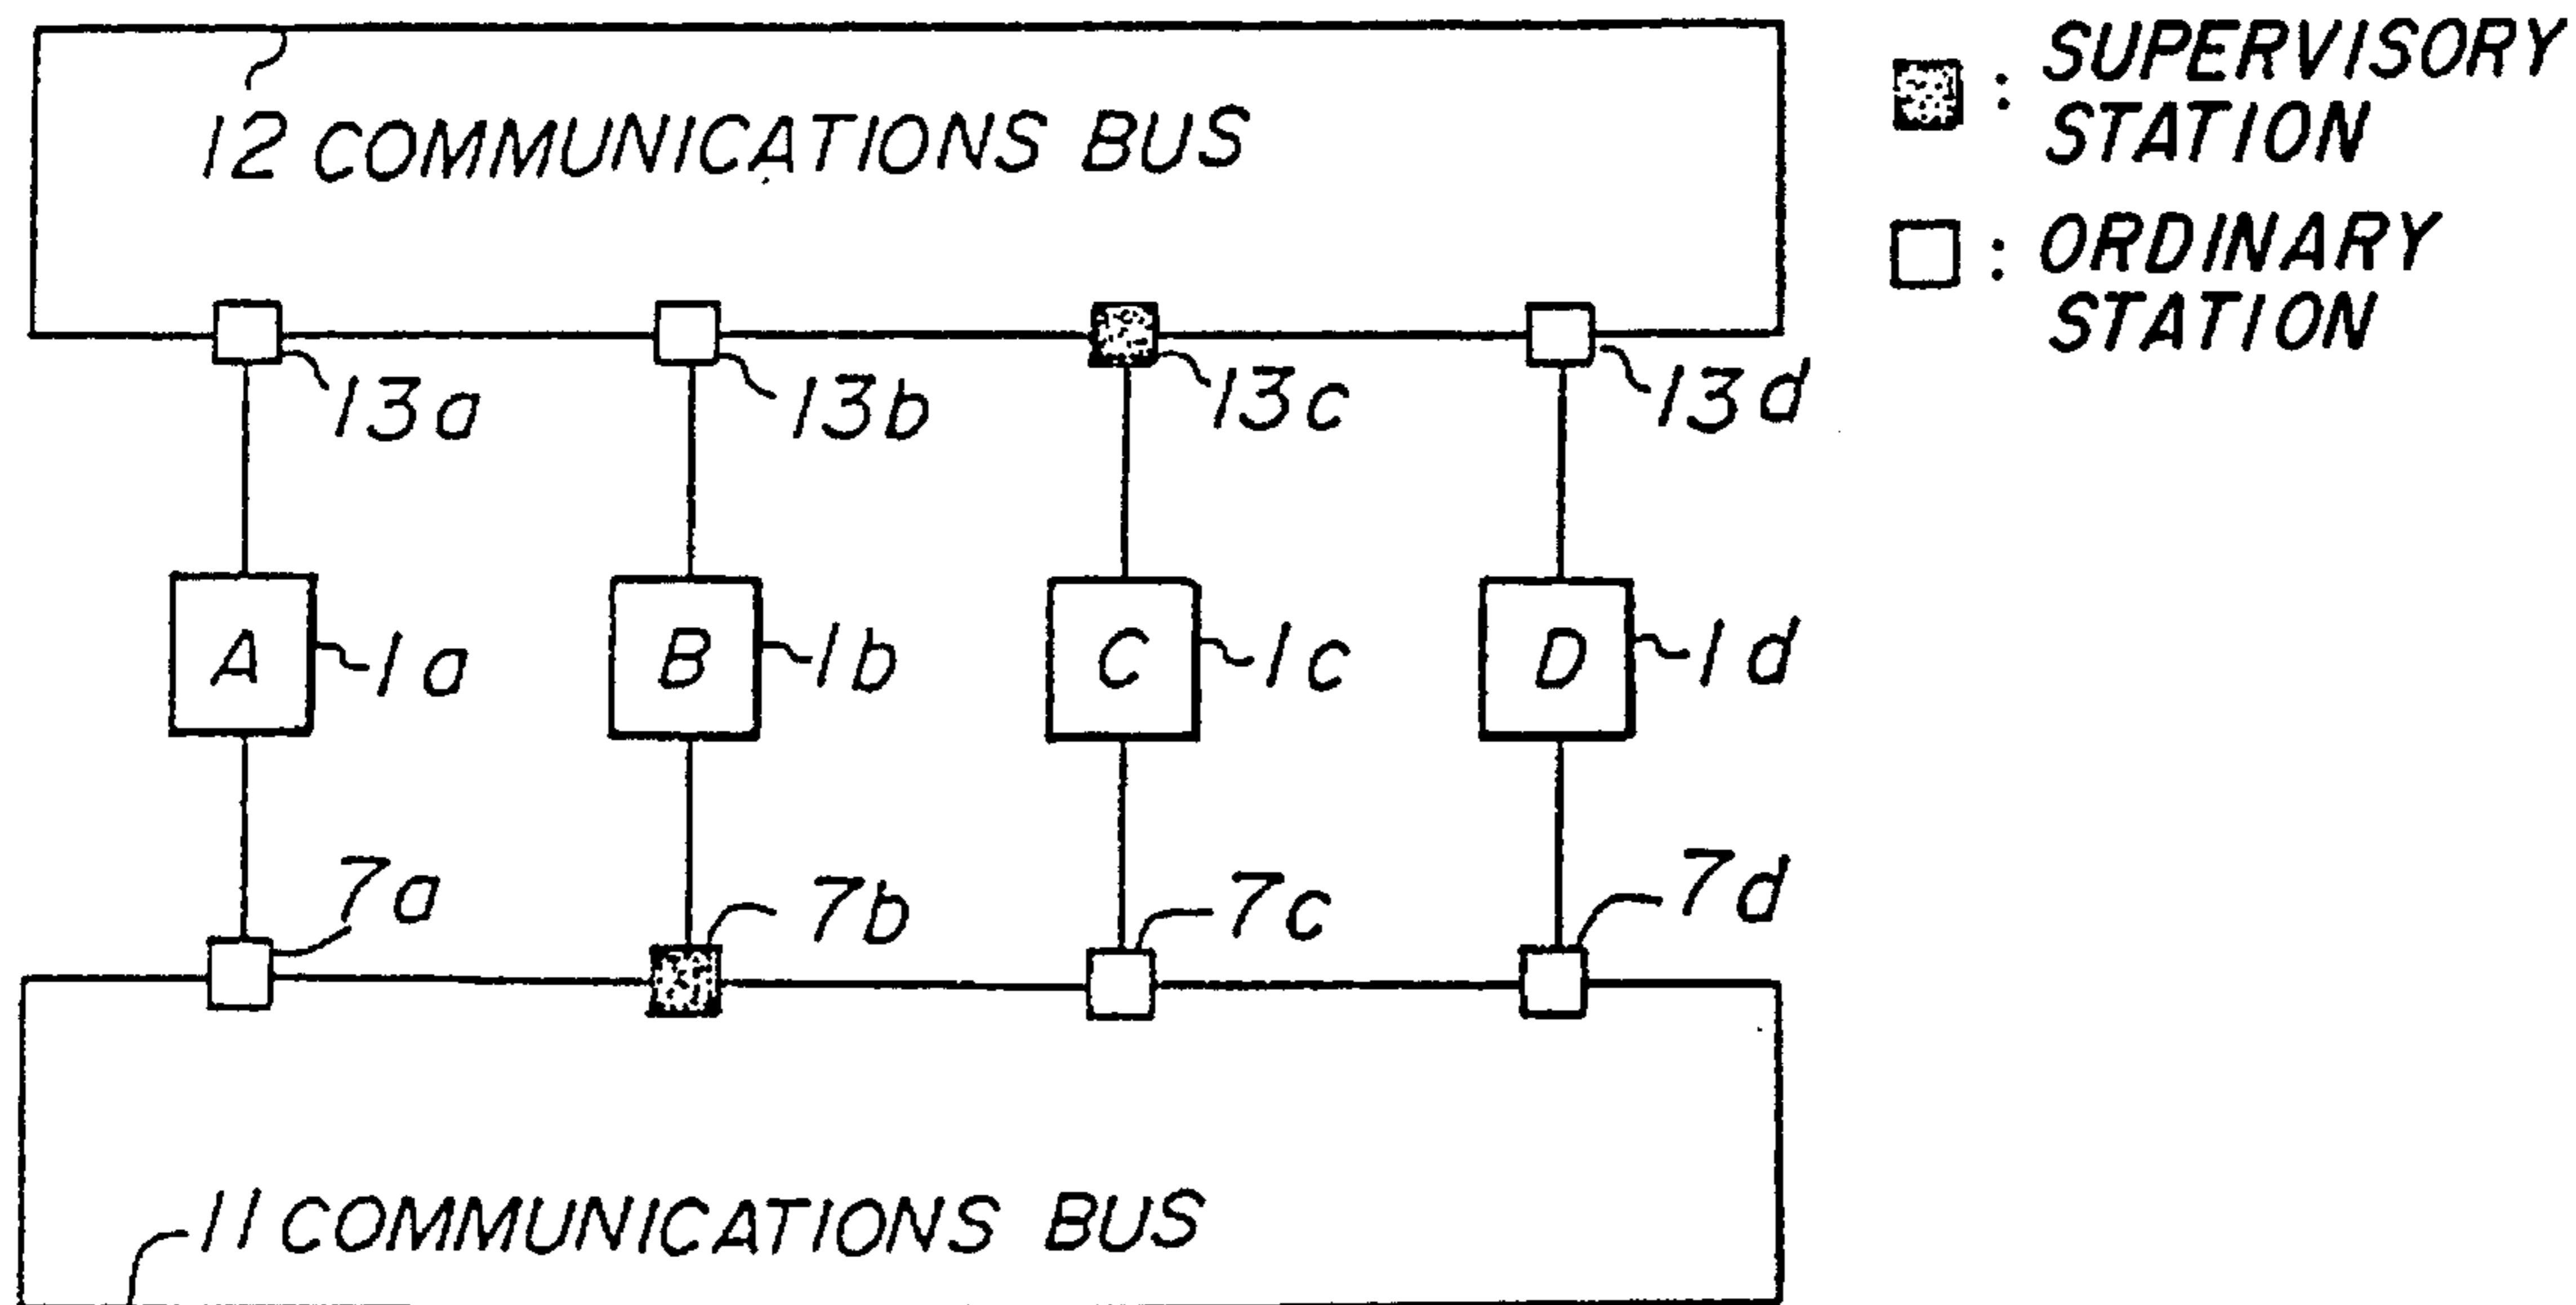 12 COMMUNICATIONS BUS
: SUPERVISORY
STATION
: ORDINARY
STATION
13a
13b
13c
13d
A
1a
B
1b
C
1c
D
1d
7a
7b
7c
7d
11 COMMUNICATIONS BUS